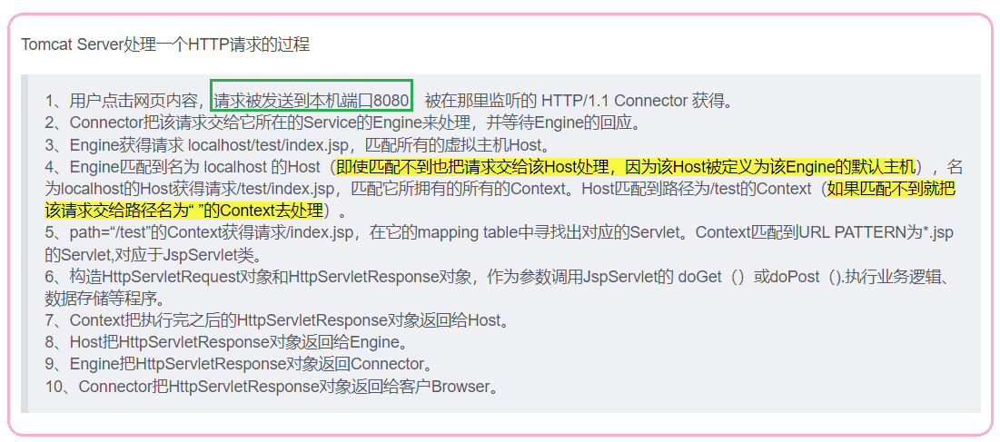 Tomcat Server处理一个HTTP请求的过程
1、用户点击网页内容，请求被发送到本机端口8080，被在那里监听的 HTTP/1.1 Connector 获得。
2、Connector把该请求交给它所在的Service的Engine来处理，并等待Engine的回应。
3、Engine获得请求 localhost/test/index.jsp，匹配所有的虚拟主机Host。
4、Engine匹配到名为 localhost 的Host（即使匹配不到也把请求交给该Host处理，因为该Host被定义为该Engine的默认主机），名
为localhost的Host获得请求/test/index.jsp，匹配它所拥有的所有的Context。Host匹配到路径为/test的Context（如果匹配不到就把
该请求交给路径名为“ ”的Context去处理）。
5、path=“/test”的Context获得请求/index.jsp，在它的mapping table中寻找出对应的Servlet。Context匹配到URL PATTERN为*.jsp
的Servlet,对应于JspServlet类。
6、构造HttpServletRequest对象和HttpServletResponse对象，作为参数调用JspServlet的 doGet（）或doPost（).执行业务逻辑、
数据存储等程序。
7、Context把执行完之后的HttpServletResponse对象返回给Host。
8、Host把HttpServletResponse对象返回给Engine。
9、Engine把HttpServletResponse对象返回Connector。
10、Connector把HttpServletResponse对象返回给客户Browser。